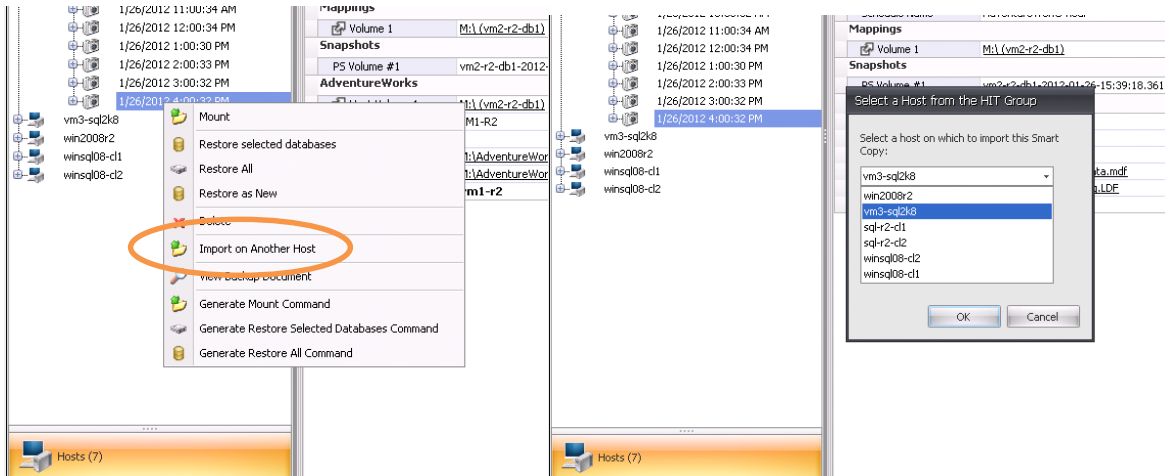 1/26/2012 11:00:34 AM
1/26/2012 12:00:34 PM
1/26/2012 1:00:30 PM
1/26/2012 2:00:33 PM
1/26/2012 3:00:32 PM
1/26/2012 4:00:32 PM
vm3-sql2k8
win2008r2
winsql08-cl1
winsql08-cl2
Mappings
Volume 1 M:\ (vm2-r2-db1)
Snapshots
PS Volume #1 vm2-r2-db1-2012-
AdventureWorks
M:\ (vm2-r2-db1)
M1-R2
M:\AdventureWor
M:\AdventureWor
vm1-r2
Mount
Restore selected databases
Restore All
Restore as New
Delete
Import on Another Host
View Backup Document
Generate Mount Command
Generate Restore Selected Databases Command
Generate Restore All Command
Hosts (7)
1/26/2012 11:00:34 AM
1/26/2012 12:00:34 PM
1/26/2012 1:00:30 PM
1/26/2012 2:00:33 PM
1/26/2012 3:00:32 PM
1/26/2012 4:00:32 PM
vm3-sql2k8
win2008r2
winsql08-cl1
winsql08-cl2
Hosts (7)
Mappings
Volume 1 M:\ (vm2-r2-db1)
Snapshots
PS Volume #1 vm2-r2-db1-2012-01-26-15:39:18.361
Select a Host from the HIT Group
Select a host on which to import this Smart
Copy:
vm3-sql2k8
win2008r2
vm3-sql2k8
sql-r2-cl1
sql-r2-cl2
winsql08-cl2
winsql08-cl1
OK Cancel
ata.mdf
g.LDF